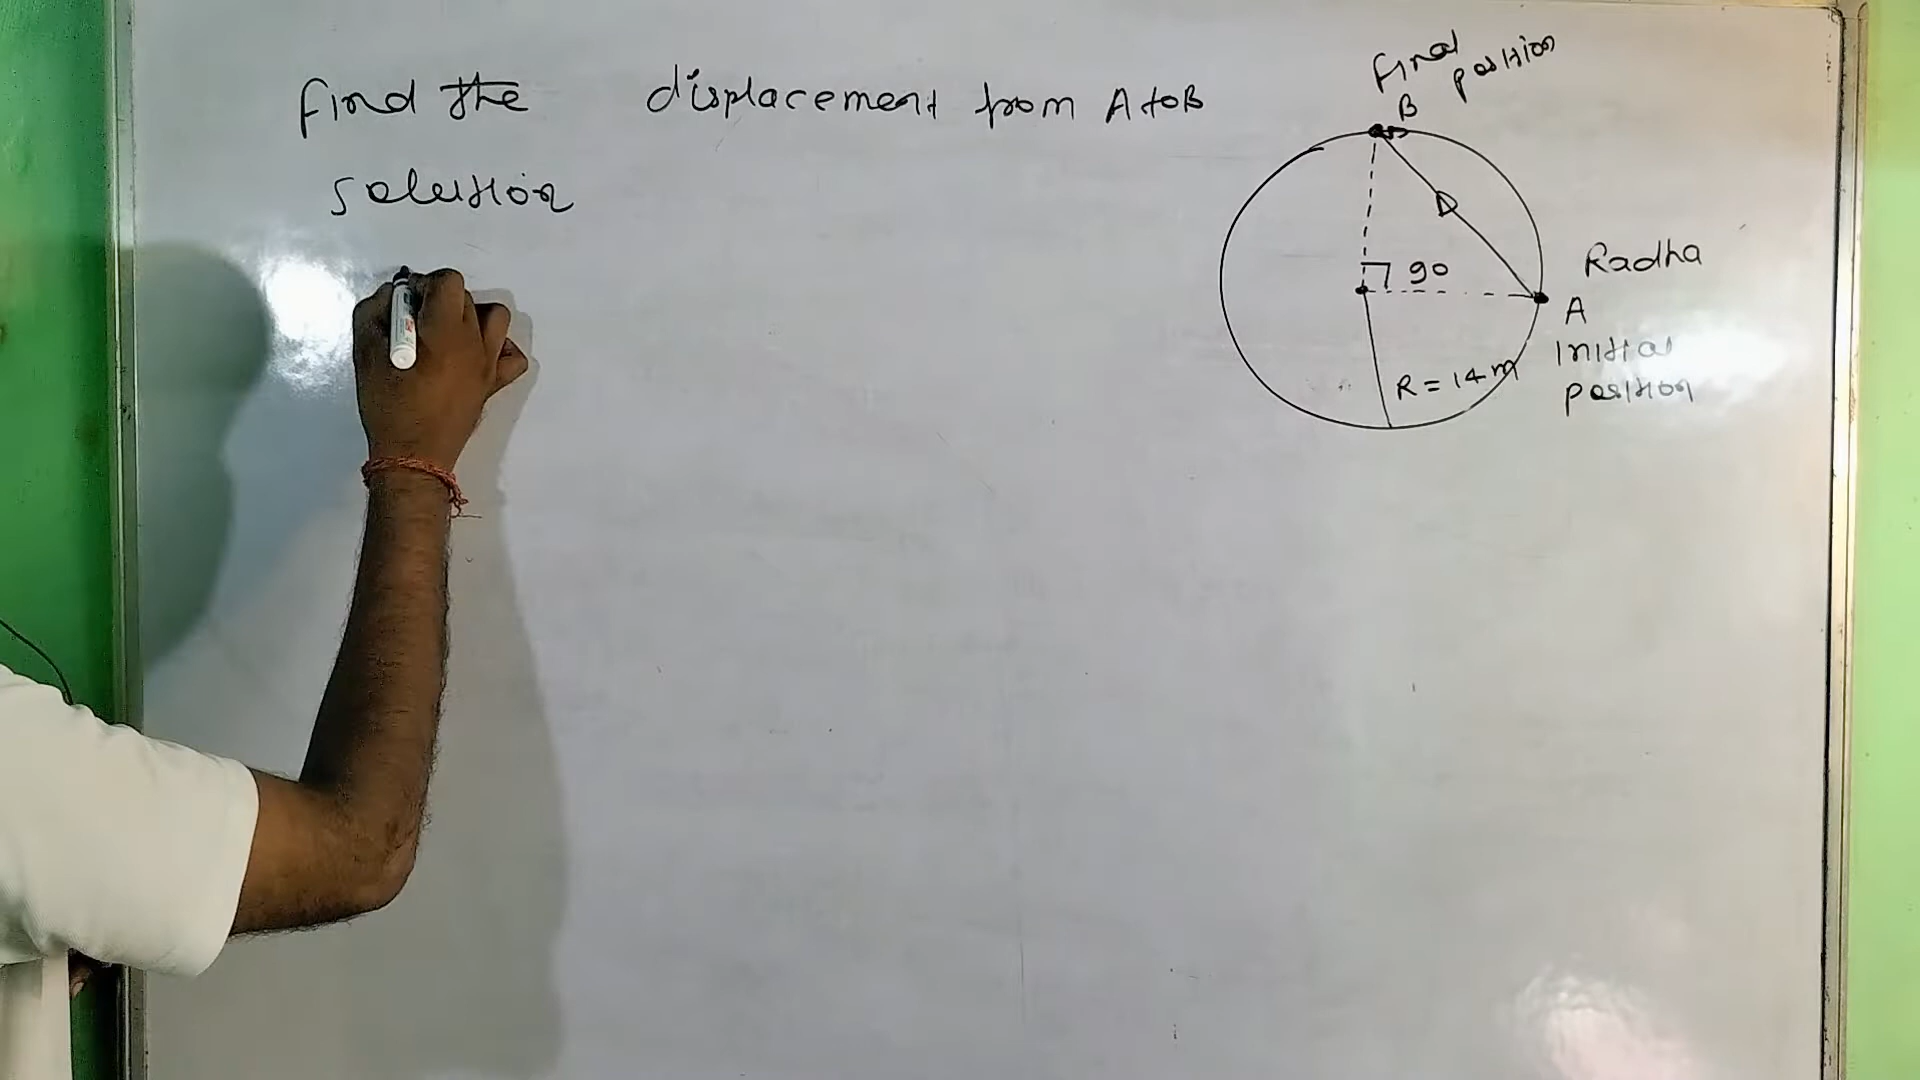 Find the displacement from A to B
solution
Final
position
B
90
Radha
A
Initial
position
R = 14 m